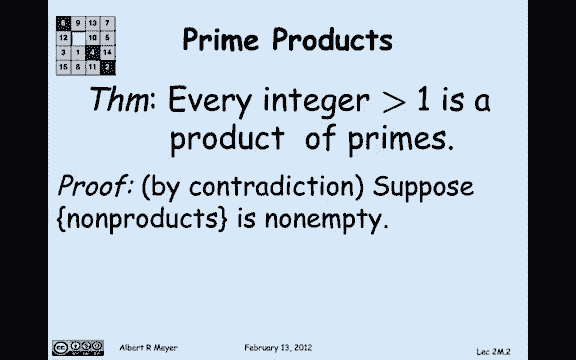 9 13 7
12 10 5
3 1 4 14
15 8 11
Prime Products
Thm: Every integer > 1 is a
product of primes.
Proof: (by contradiction) Suppose
{nonproducts} is nonempty.
Albert R Meyer February 13, 2012 Lec 2M.2